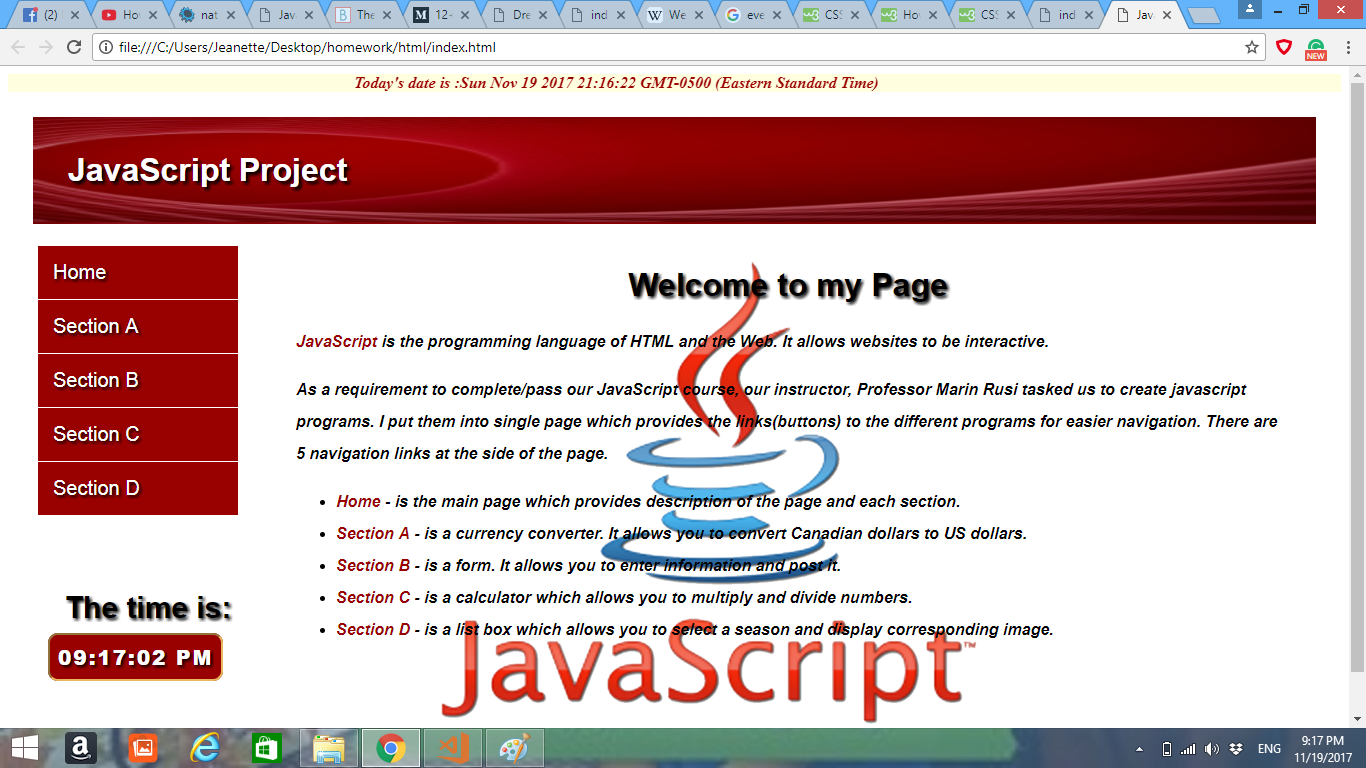 (2)
Ho
nat
Java
The
12-
Dre
ind
We
eve
CSS
Ho
CSS
ind
Java
file:///C:/Users/Jeanette/Desktop/homework/html/index.html
NEW
Today's date is :Sun Nov 19 2017 21:16:22 GMT-0500 (Eastern Standard Time)
JavaScript Project
Home
Section A
Section B
Section C
Section D
The time is:
09:17:02 PM
Welcome to my Page
JavaScript is the programming language of HTML and the Web. It allows websites to be interactive.
As a requirement to complete/pass our JavaScript course, our instructor, Professor Marin Rusi tasked us to create javascript
programs. I put them into single page which provides the links(buttons) to the different programs for easier navigation. There are
5 navigation links at the side of the page.
• Home - is the main page which provides description of the page and each section.
• Section A - is a currency converter. It allows you to convert Canadian dollars to US dollars.
• Section B - is a form. It allows you to enter information and post it.
• Section C - is a calculator which allows you to multiply and divide numbers.
• Section D - is a list box which allows you to select a season and display corresponding image.
JavaScript™
ENG
9:17 PM
11/19/2017